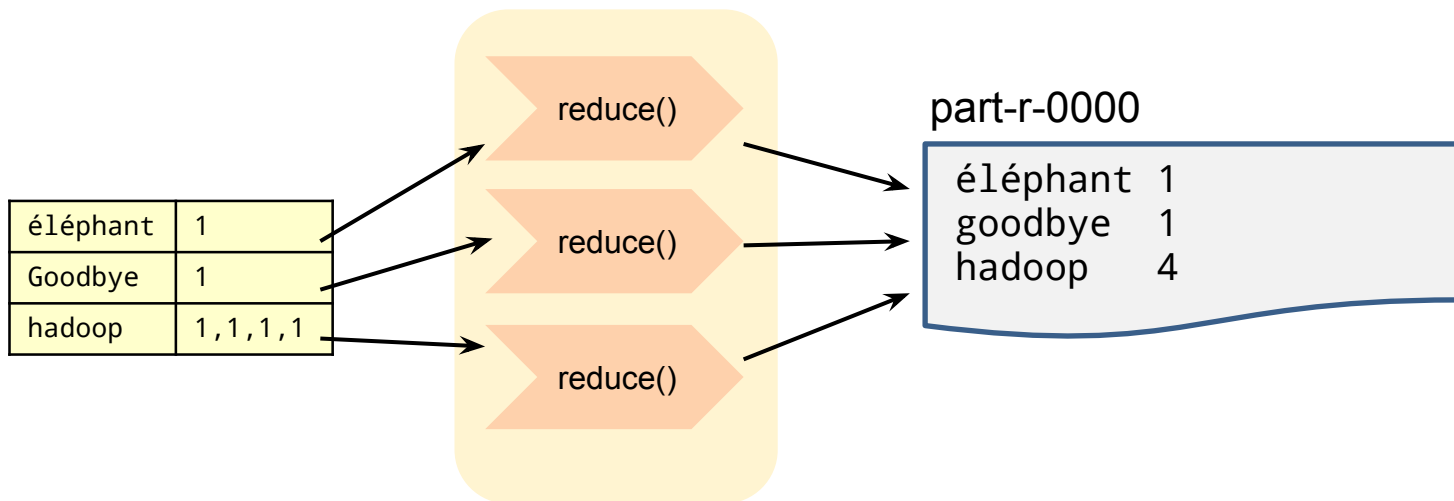 éléphant 1
Goodbye 1
hadoop 1,1,1,1
reduce()
reduce()
reduce()
part-r-0000
éléphant 1
goodbye 1
hadoop 4